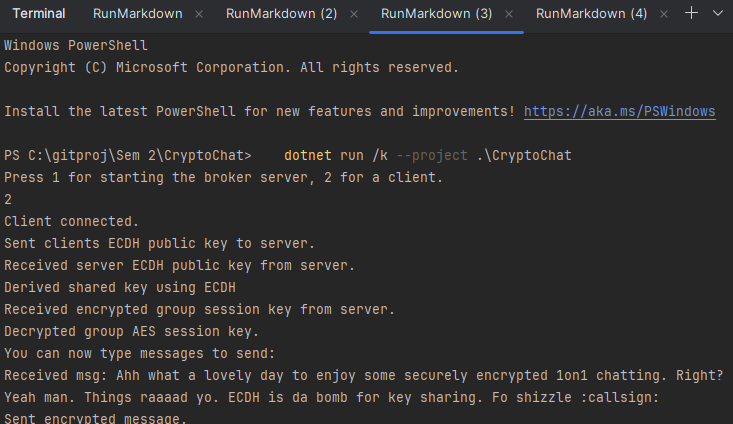 Terminal RunMarkdown × RunMarkdown (2) × RunMarkdown (3) × RunMarkdown (4) × +
Windows PowerShell
Copyright (C) Microsoft Corporation. All rights reserved.
Install the latest PowerShell for new features and improvements! https://aka.ms/PSWindows
PS C:\gitproj\Sem 2\CryptoChat>    dotnet run /k --project .\CryptoChat
Press 1 for starting the broker server, 2 for a client.
2
Client connected.
Sent clients ECDH public key to server.
Received server ECDH public key from server.
Derived shared key using ECDH
Received encrypted group session key from server.
Decrypted group AES session key.
You can now type messages to send:
Received msg: Ahh what a lovely day to enjoy some securely encrypted 1on1 chatting. Right?
Yeah man. Things raaaad yo. ECDH is da bomb for key sharing. Fo shizzle :callsign:
Sent encrypted message.